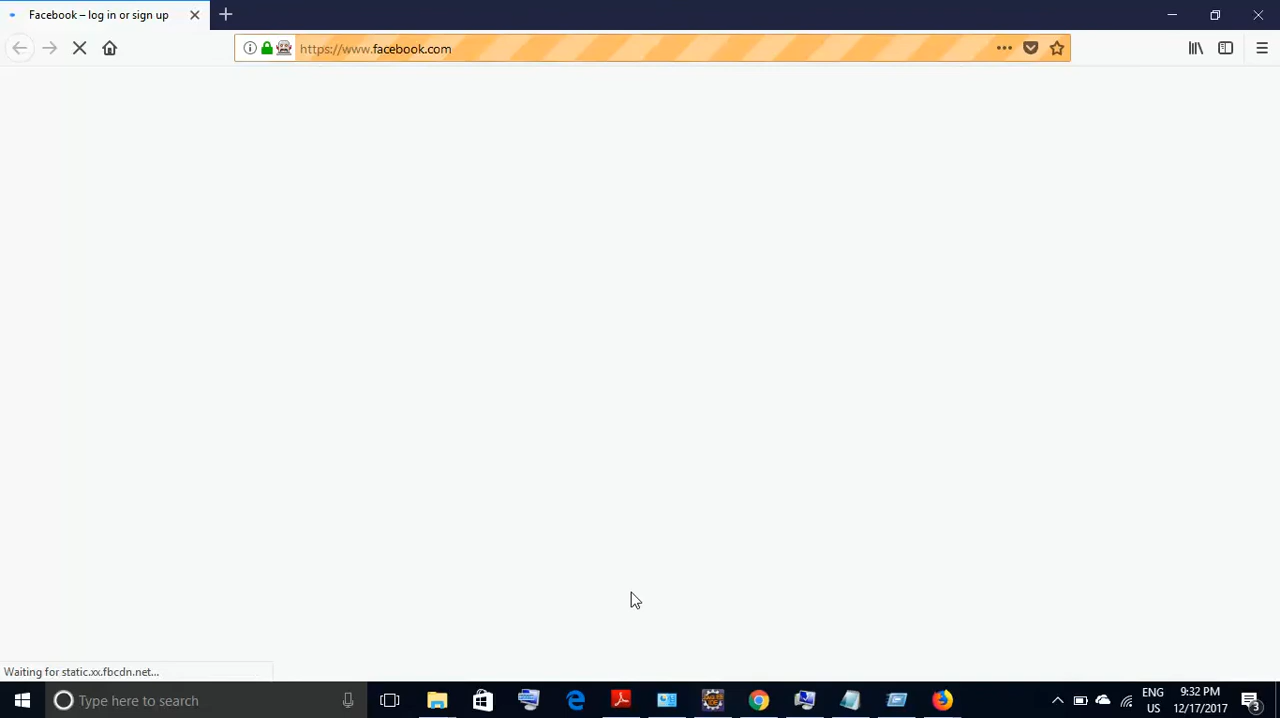 Facebook – log in or sign up
https://www.facebook.com
Waiting for static.xx.fbcdn.net...
Type here to search
ENG
US
9:32 PM
12/17/2017
3